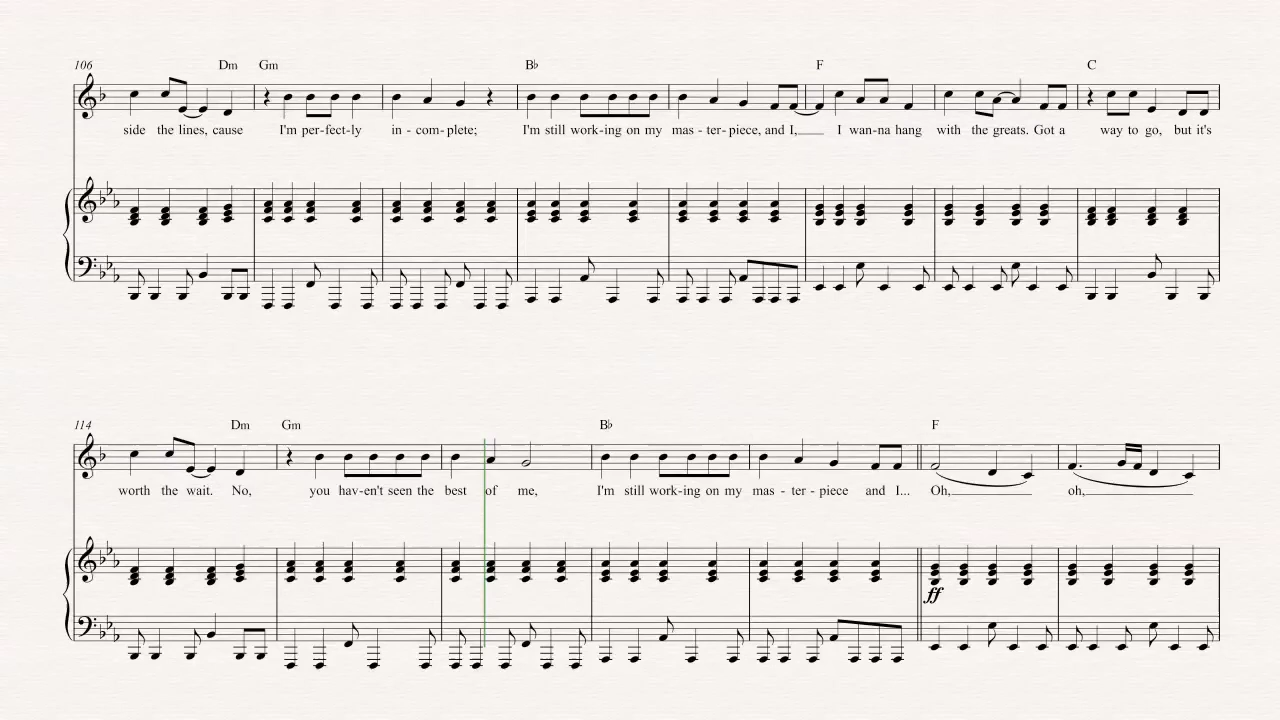 106 Dm Gm B♭ F C
side the lines, cause I'm per-fect-ly in - com-plete; I'm still work-ing on my mas - ter-piece, and I,___ I wan-na hang with the greats. Got a way to go, but it's
114 Dm Gm B♭ F
worth the wait. No, you hav-en't seen the best of me, I'm still work-ing on my mas - ter - piece and I... Oh,___ oh,___
ff